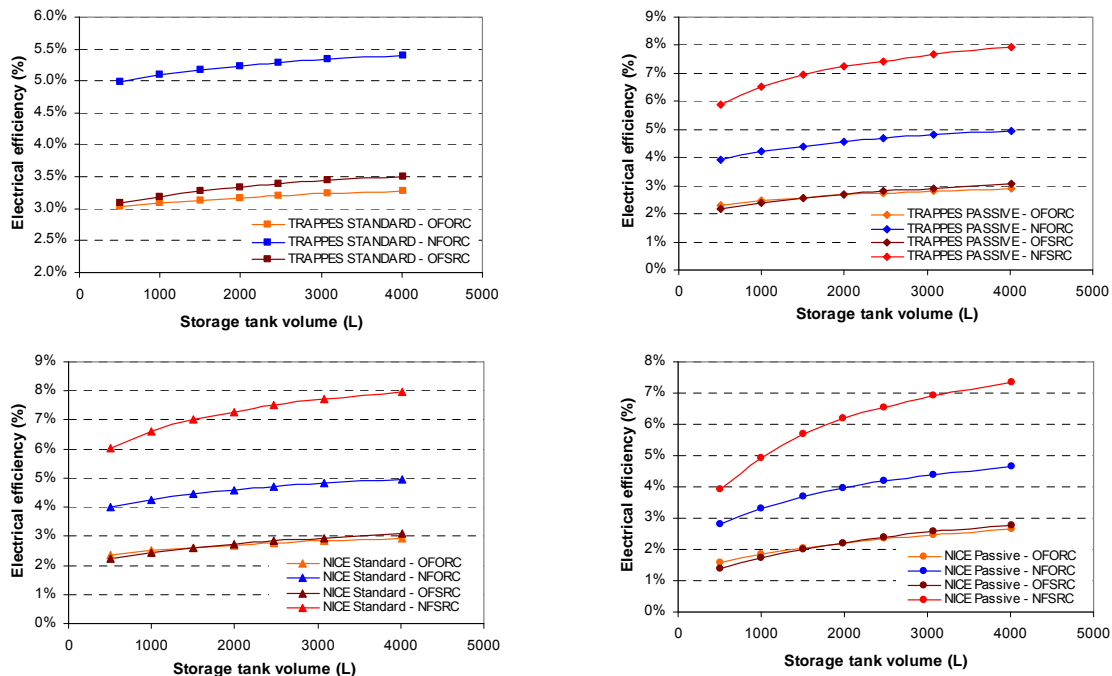 Electrical efficiency (%)
6.0%
5.5%
5.0%
4.5%
4.0%
3.5%
3.0%
2.5%
2.0%
TRAPPES STANDARD - OFORC
TRAPPES STANDARD - NFORC
TRAPPES STANDARD - OFSRC
0 1000 2000 3000 4000 5000
Storage tank volume (L)
Electrical efficiency (%)
9%
8%
7%
6%
5%
4%
3%
2%
1%
0%
TRAPPES PASSIVE - OFORC
TRAPPES PASSIVE - NFORC
TRAPPES PASSIVE - OFSRC
TRAPPES PASSIVE - NFSRC
0 1000 2000 3000 4000 5000
Storage tank volume (L)
Electrical efficiency (%)
9%
8%
7%
6%
5%
4%
3%
2%
1%
0%
NICE Standard - OFORC
NICE Standard - NFORC
NICE Standard - OFSRC
NICE Standard - NFSRC
0 1000 2000 3000 4000 5000
Storage tank volume (L)
Electrical efficiency (%)
8%
7%
6%
5%
4%
3%
2%
1%
0%
NICE Passive - OFORC
NICE Passive - NFORC
NICE Passive - OFSRC
NICE Passive - NFSRC
0 1000 2000 3000 4000 5000
Storage tank volume (L)